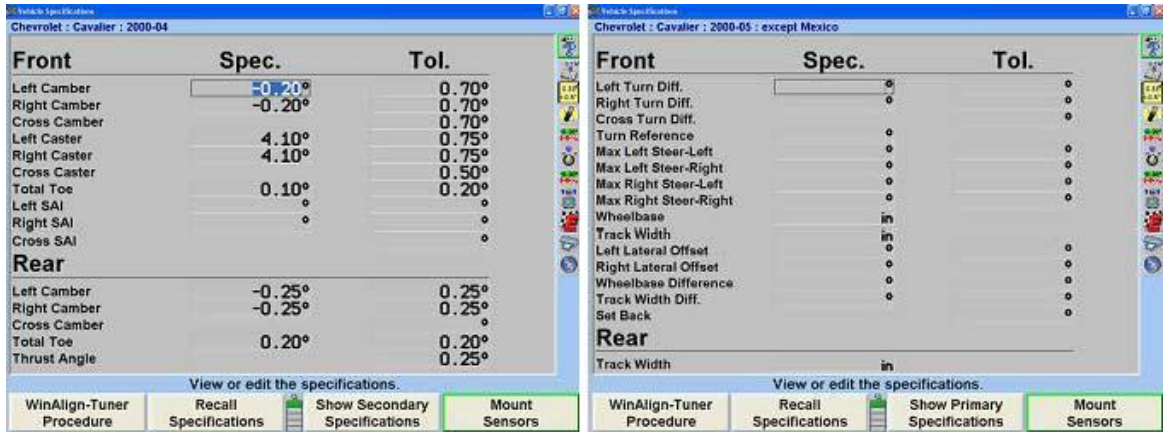 Vehicle Specifications
Chevrolet : Cavalier : 2000-04
Front Spec. Tol.
Left Camber -0.20° 0.70°
Right Camber -0.20° 0.70°
Cross Camber 0.70°
Left Caster 4.10° 0.75°
Right Caster 4.10° 0.75°
Cross Caster 0.50°
Total Toe 0.10° 0.20°
Left SAI ° °
Right SAI ° °
Cross SAI °
Rear
Left Camber -0.25° 0.25°
Right Camber -0.25° 0.25°
Cross Camber °
Total Toe 0.20° 0.20°
Thrust Angle 0.25°
View or edit the specifications.
WinAlign-Tuner Procedure
Recall Specifications
Show Secondary Specifications
Mount Sensors
Vehicle Specifications
Chevrolet : Cavalier : 2000-05 : except Mexico
Front Spec. Tol.
Left Turn Diff. ° °
Right Turn Diff. ° °
Cross Turn Diff. °
Turn Reference °
Max Left Steer-Left ° °
Max Left Steer-Right ° °
Max Right Steer-Left ° °
Max Right Steer-Right ° °
Wheelbase in
Track Width in
Left Lateral Offset ° °
Right Lateral Offset ° °
Wheelbase Difference ° °
Track Width Diff. ° °
Set Back °
Rear
Track Width in
View or edit the specifications.
WinAlign-Tuner Procedure
Recall Specifications
Show Primary Specifications
Mount Sensors